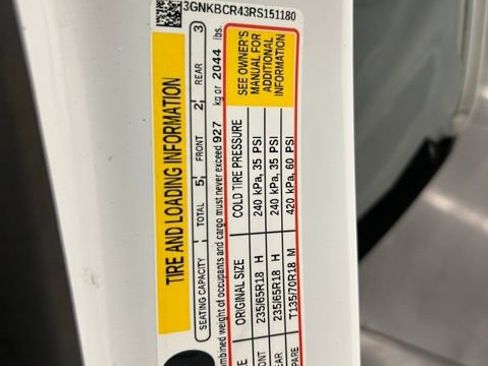 3GNKBCR43RS151180
TIRE AND LOADING INFORMATION
SEATING CAPACITY TOTAL 5 FRONT 2 REAR 3
weight of occupants and cargo must never exceed 927 kg or 2044 lbs.
ORIGINAL SIZE COLD TIRE PRESSURE
235/65R18 H 240 kPa, 35 PSI
235/65R18 H 240 kPa, 35 PSI
T135/70R18 M 420 kPa, 60 PSI
SEE OWNER'S
MANUAL FOR
ADDITIONAL
INFORMATION